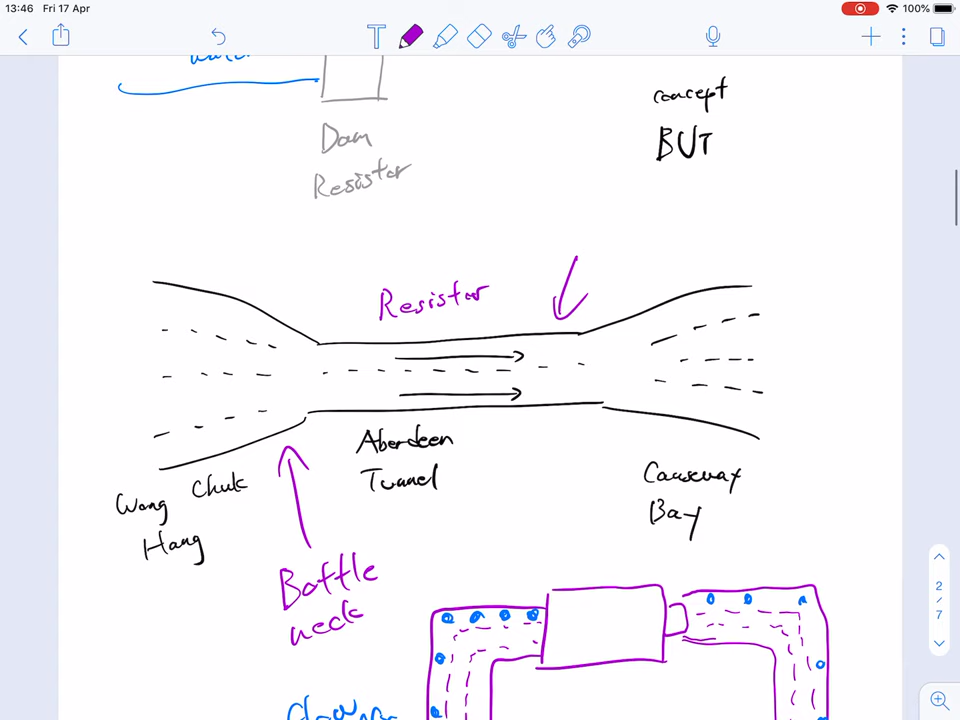 13:46 Fri 17 Apr
100%
T
water
concept
BUT
Dam
Resistor
Resistor
Aberdeen
Tunnel
Wong Chuk
Hang
Causeway
Bay
Bottle
neck
2
/
7